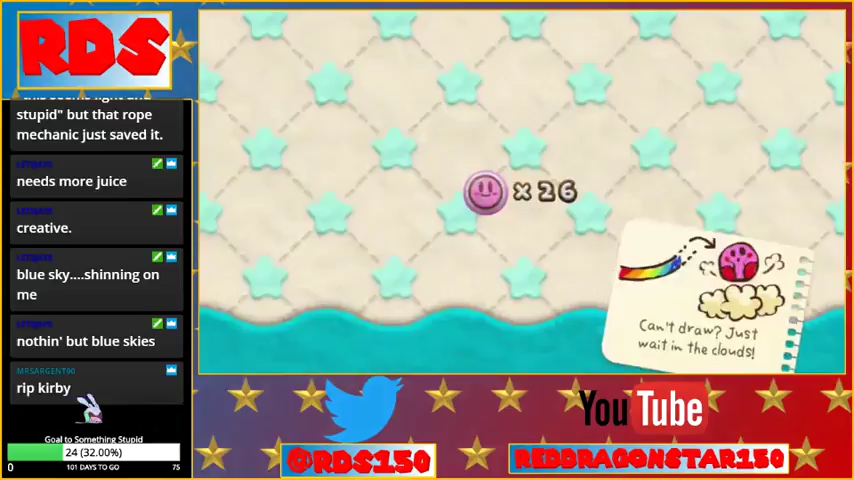 RDS
stupid" but that rope
mechanic just saved it.
needs more juice
creative.
blue sky....shinning on
me
nothin' but blue skies
MRSARGENT90
rip kirby
Goal to Something Stupid
24 (32.00%)
0
101 DAYS TO GO
75
×26
Can't draw? Just
wait in the clouds!
@RDS150
YouTube
REDDRAGONSTAR150